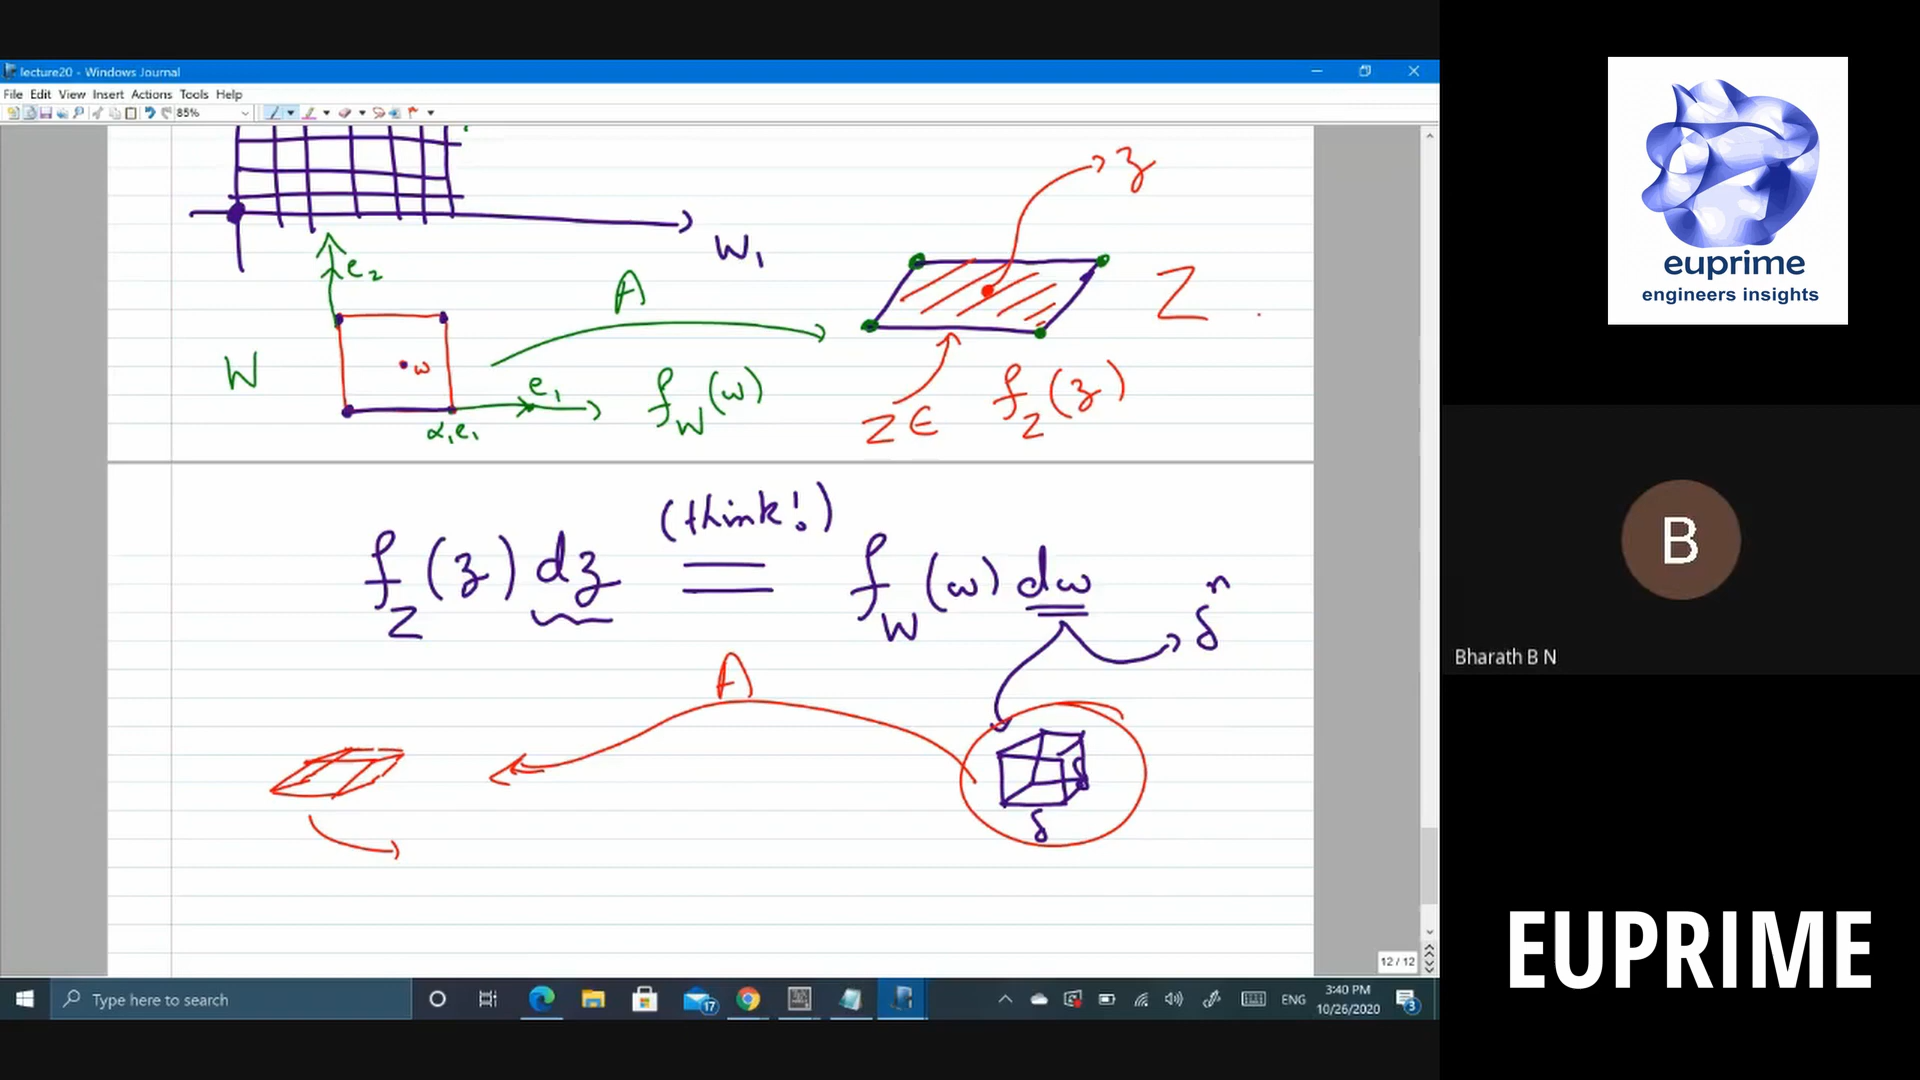 lecture20 - Windows Journal
File Edit View Insert Actions Tools Help
85%
W₁
e₂
A
z
Z
W
w
e₁
α₁e₁
f_W(w)
Z ∈ f_Z(z)
(think!)
f_Z(z) dz = f_W(w) dw
δⁿ
A
δ
δ
12 / 12
Type here to search
17
ENG
3:40 PM
10/26/2020
3
euprime
engineers insights
B
Bharath B N
EUPRIME